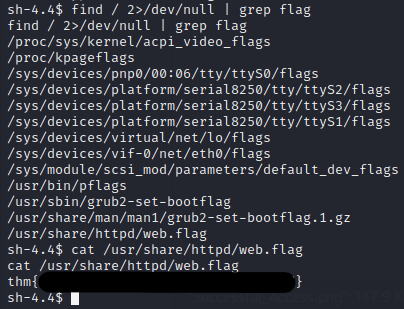 sh-4.4$ find / 2>/dev/null | grep flag
find / 2>/dev/null | grep flag
/proc/sys/kernel/acpi_video_flags
/proc/kpageflags
/sys/devices/pnp0/00:06/tty/ttyS0/flags
/sys/devices/platform/serial8250/tty/ttyS2/flags
/sys/devices/platform/serial8250/tty/ttyS3/flags
/sys/devices/platform/serial8250/tty/ttyS1/flags
/sys/devices/virtual/net/lo/flags
/sys/devices/vif-0/net/eth0/flags
/sys/module/scsi_mod/parameters/default_dev_flags
/usr/bin/pflags
/usr/sbin/grub2-set-bootflag
/usr/share/man/man1/grub2-set-bootflag.1.gz
/usr/share/httpd/web.flag
sh-4.4$ cat /usr/share/httpd/web.flag
cat /usr/share/httpd/web.flag
thm{
sh-4.4$